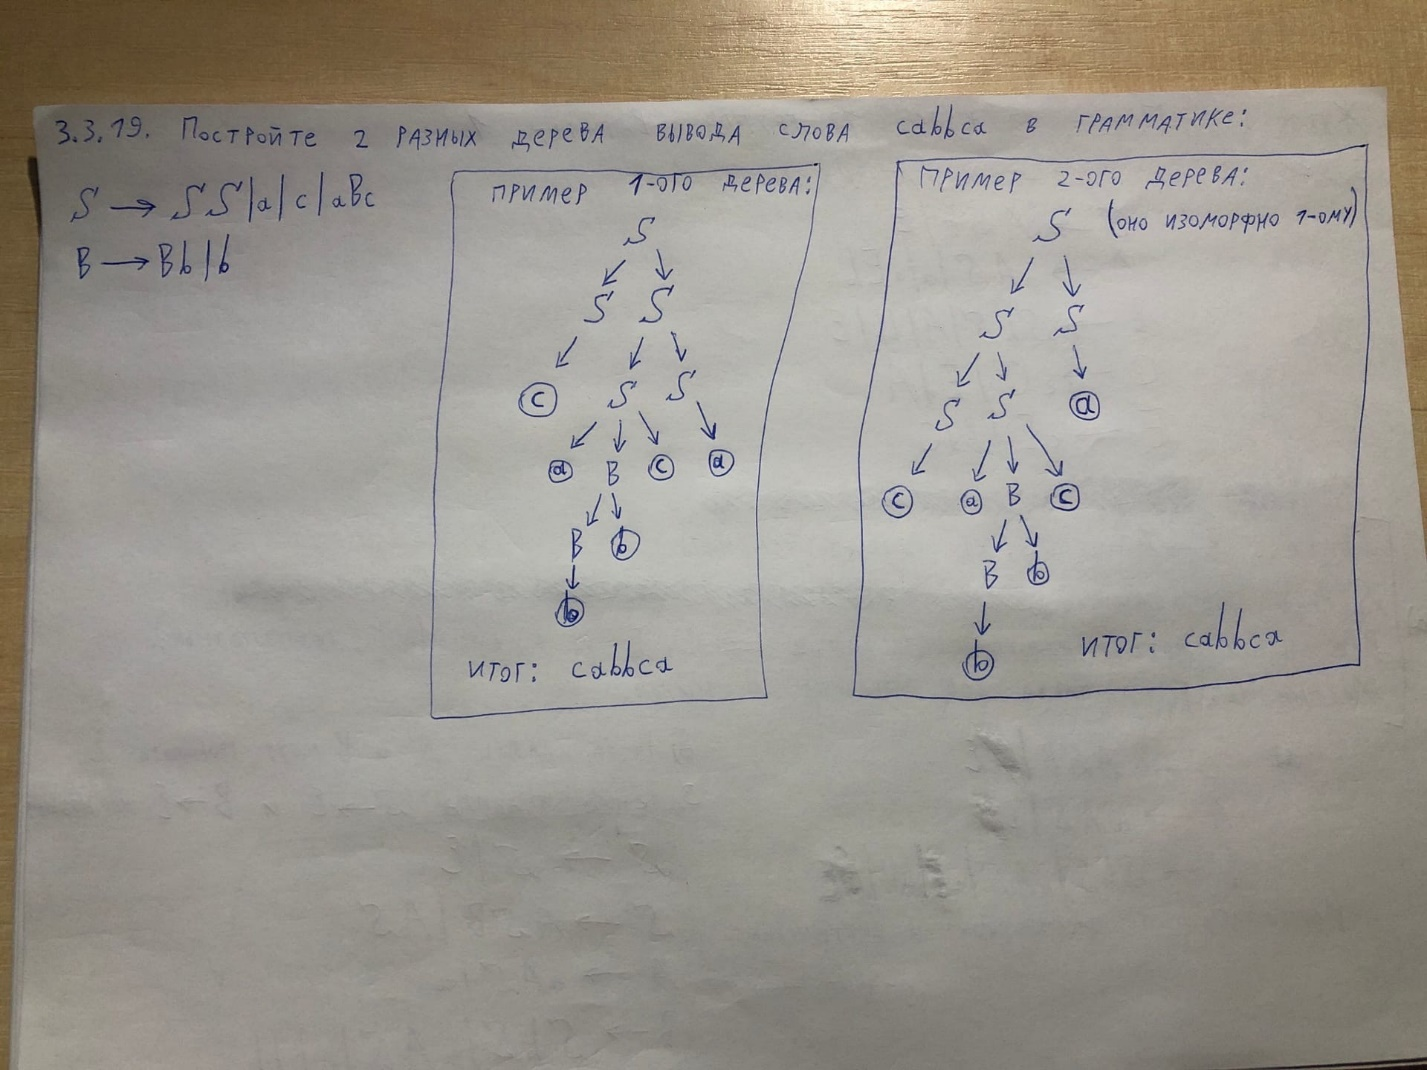 3.3.19. Постройте 2 разных дерева вывода слова cabbca в грамматике:
S → SS|a|c|aBc
B → Bb|b
пример 1-ого дерева:
S
S S
c S S
a B c a
B b
b
итог: cabbca
Пример 2-ого дерева:
(оно изоморфно 1-ому)
S
S S
S S a
c a B c
B b
b
итог: cabbca